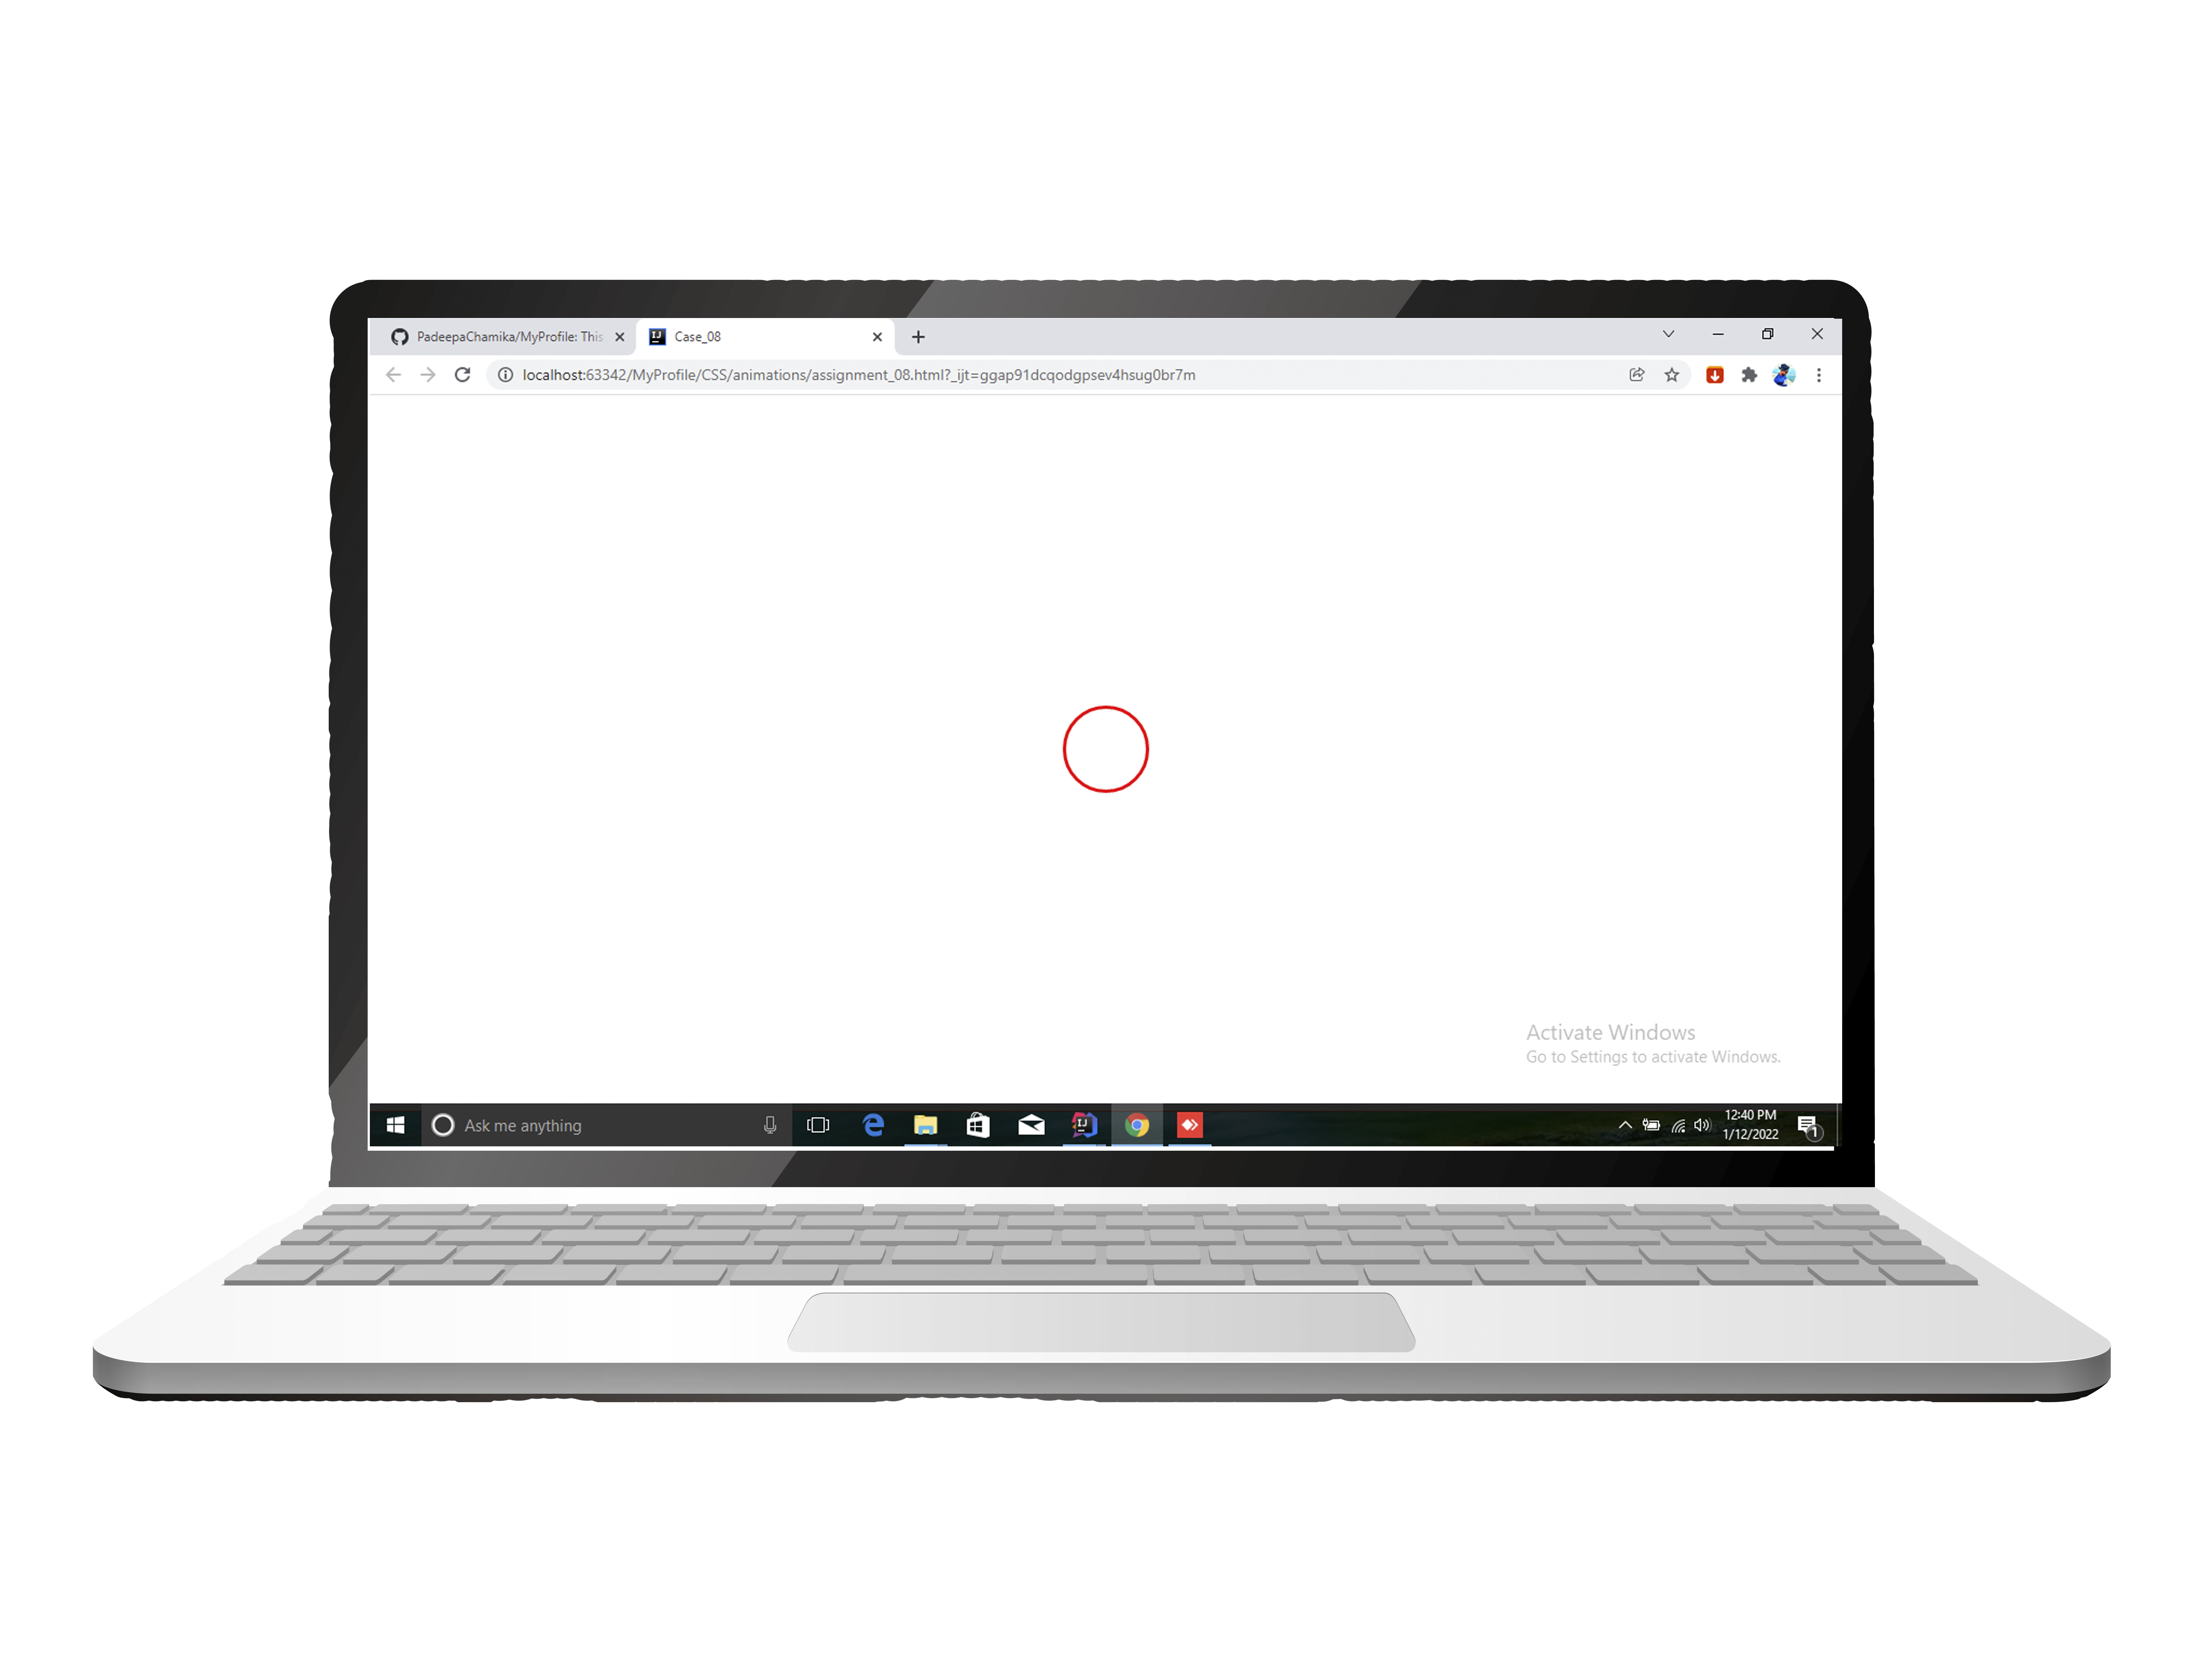 PadeepaChamika/MyProfile: This
Case_08
localhost:63342/MyProfile/CSS/animations/assignment_08.html?_ijt=ggap91dcqodgpsev4hsug0br7m
Activate Windows
Go to Settings to activate Windows.
Ask me anything
12:40 PM
1/12/2022
1